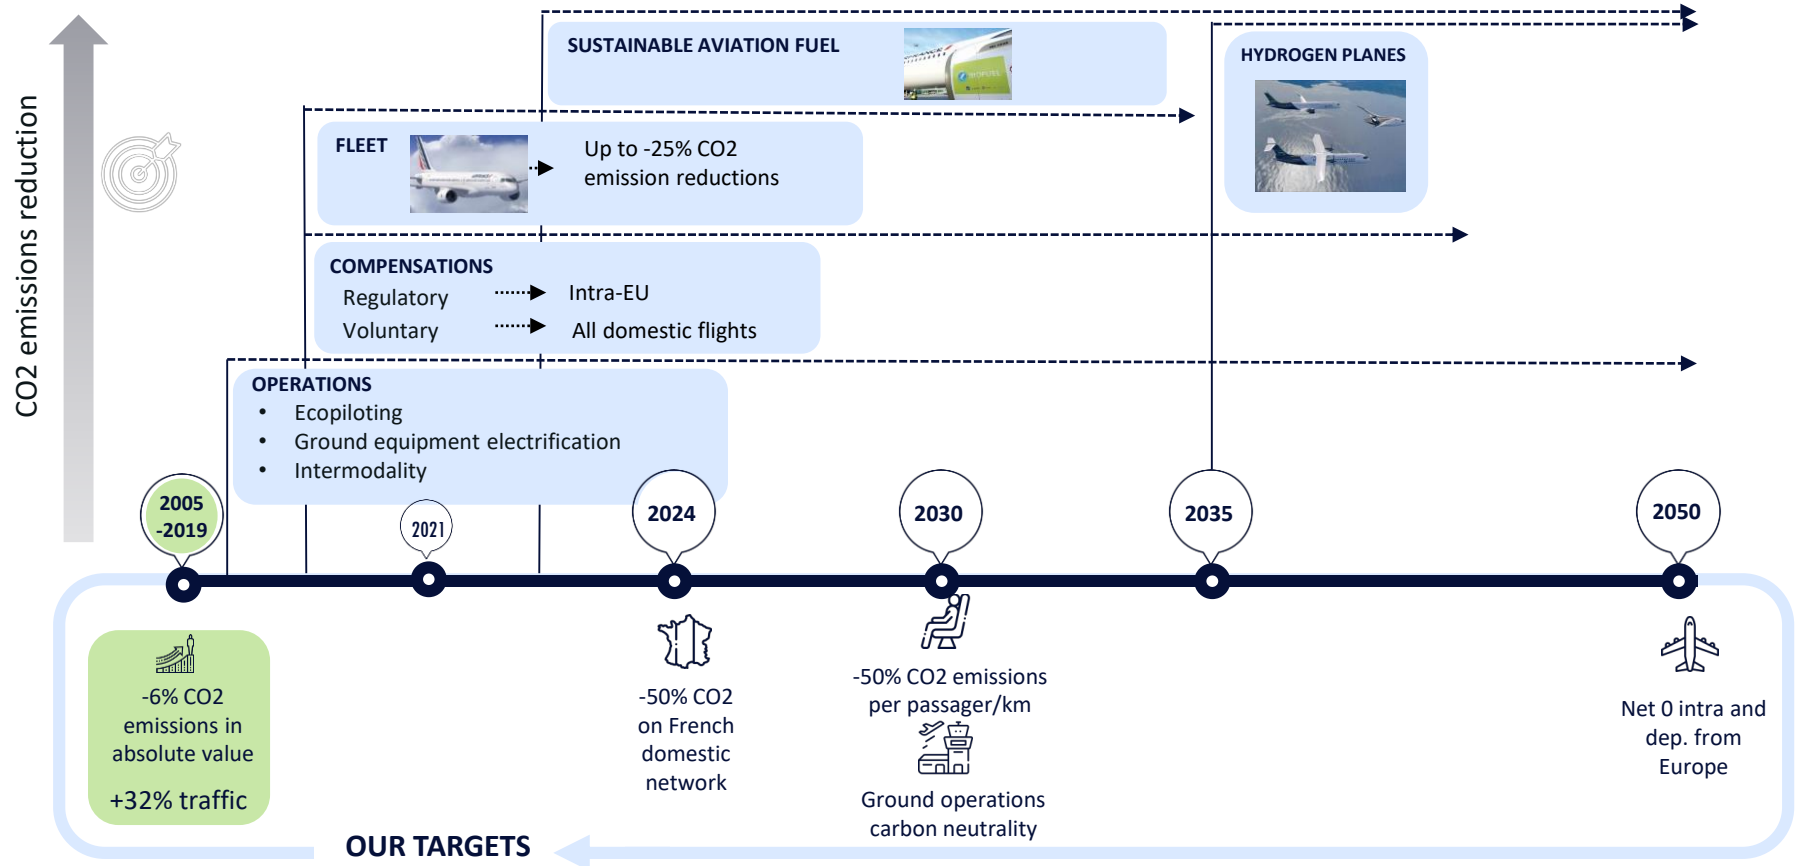 CO2 emissions reduction
SUSTAINABLE AVIATION FUEL
BIOFUEL
HYDROGEN PLANES
FLEET
Up to -25% CO2
emission reductions
COMPENSATIONS
Regulatory
Intra-EU
Voluntary
All domestic flights
OPERATIONS
• Ecopiloting
• Ground equipment electrification
• Intermodality
2005
-2019
2021
2024
2030
2035
2050
-6% CO2
emissions in
absolute value
+32% traffic
-50% CO2
on French
domestic
network
-50% CO2 emissions
per passager/km
Ground operations
carbon neutrality
Net 0 intra and
dep. from
Europe
OUR TARGETS